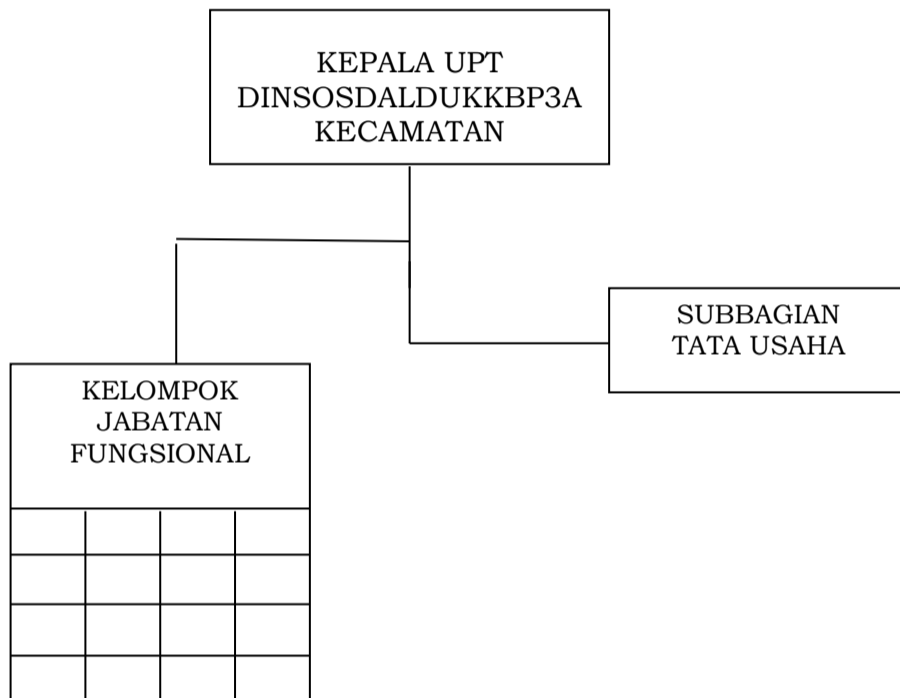 KEPALA UPT
DINSOSDALDUKKBP3A
KECAMATAN
SUBBAGIAN
TATA USAHA
KELOMPOK
JABATAN
FUNGSIONAL